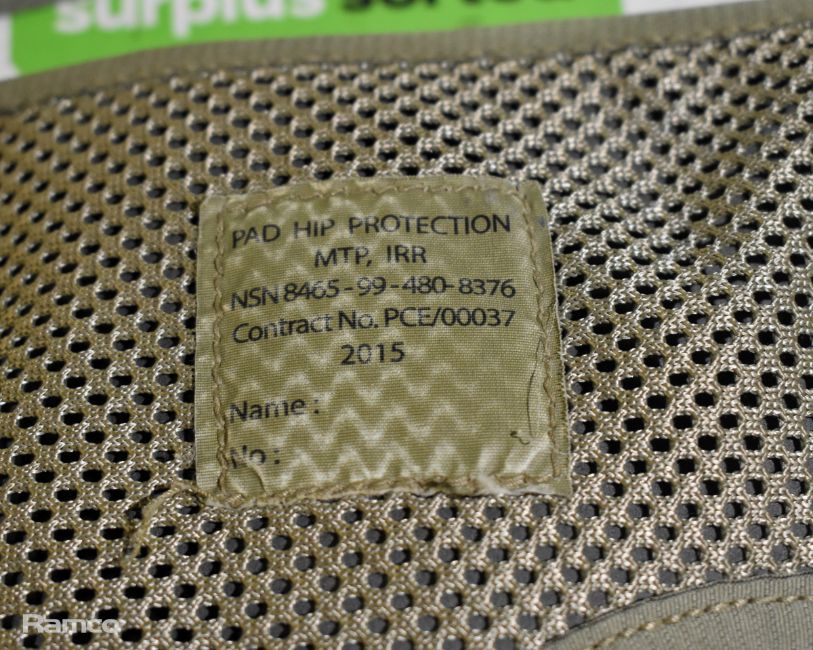 surplus sorted
PAD HIP PROTECTION
MTP, IRR
NSN 8465-99-480-8376
Contract No. PCE/00037
2015
Name :
No :
Ramco